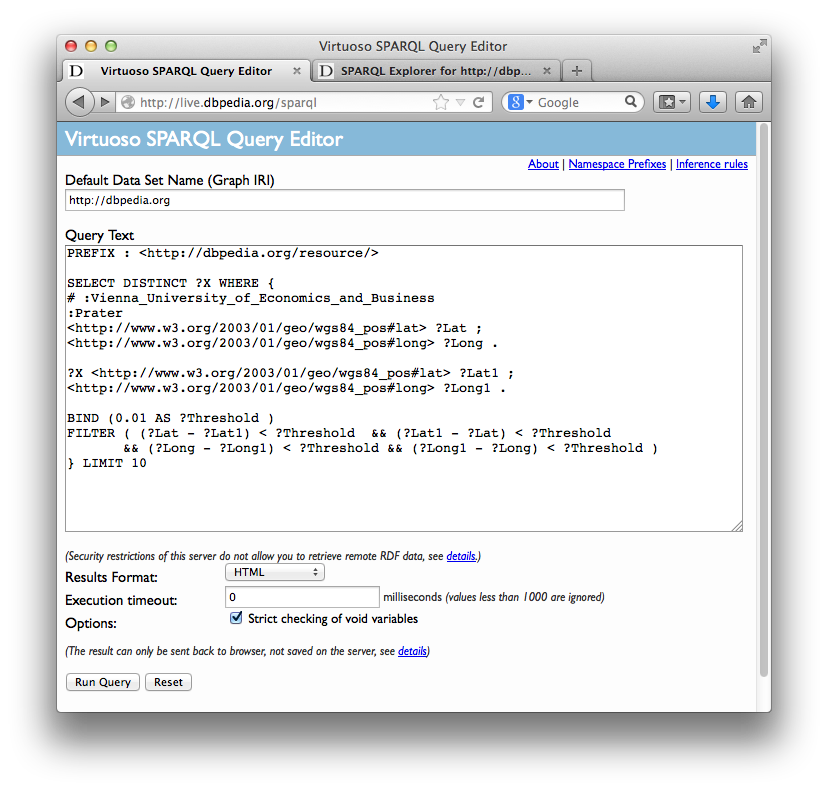 Virtuoso SPARQL Query Editor
D Virtuoso SPARQL Query Editor × D SPARQL Explorer for http://dbp... × +
http://live.dbpedia.org/sparql 8 Google
Virtuoso SPARQL Query Editor
About | Namespace Prefixes | Inference rules
Default Data Set Name (Graph IRI)
http://dbpedia.org
Query Text
PREFIX : <http://dbpedia.org/resource/>
SELECT DISTINCT ?X WHERE {
# :Vienna_University_of_Economics_and_Business
:Prater
<http://www.w3.org/2003/01/geo/wgs84_pos#lat> ?Lat ;
<http://www.w3.org/2003/01/geo/wgs84_pos#long> ?Long .
?X <http://www.w3.org/2003/01/geo/wgs84_pos#lat> ?Lat1 ;
<http://www.w3.org/2003/01/geo/wgs84_pos#long> ?Long1 .
BIND (0.01 AS ?Threshold )
FILTER ( (?Lat - ?Lat1) < ?Threshold  && (?Lat1 - ?Lat) < ?Threshold
&& (?Long - ?Long1) < ?Threshold && (?Long1 - ?Long) < ?Threshold )
} LIMIT 10
(Security restrictions of this server do not allow you to retrieve remote RDF data, see details.)
Results Format: HTML
Execution timeout: 0 milliseconds (values less than 1000 are ignored)
Options: Strict checking of void variables
(The result can only be sent back to browser, not saved on the server, see details)
Run Query Reset